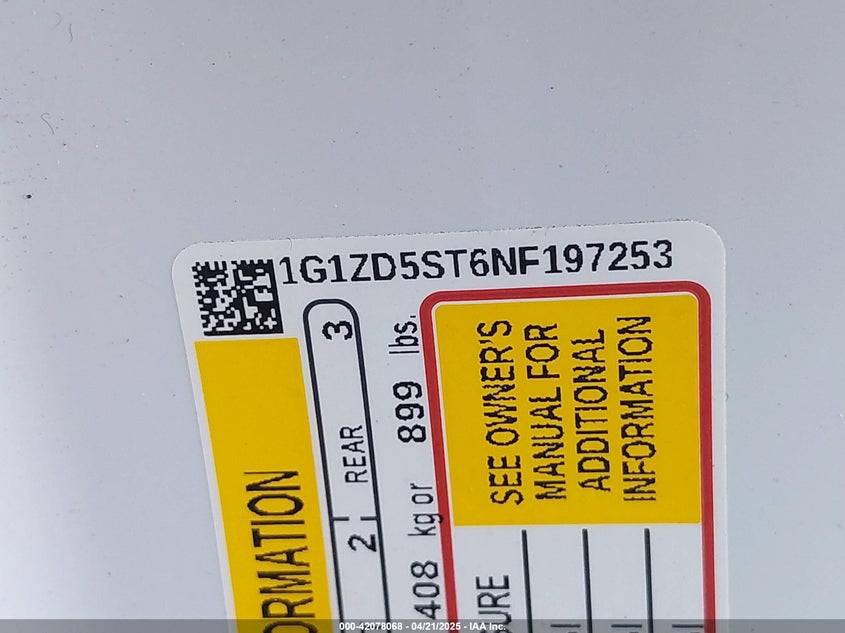 1G1ZD5ST6NF197253
ORMATION
2 REAR 3
408 kg or 899 lbs.
SEE OWNER'S
MANUAL FOR
ADDITIONAL
INFORMATION
URE
000-42078068 - 04/21/2025 - IAA Inc.